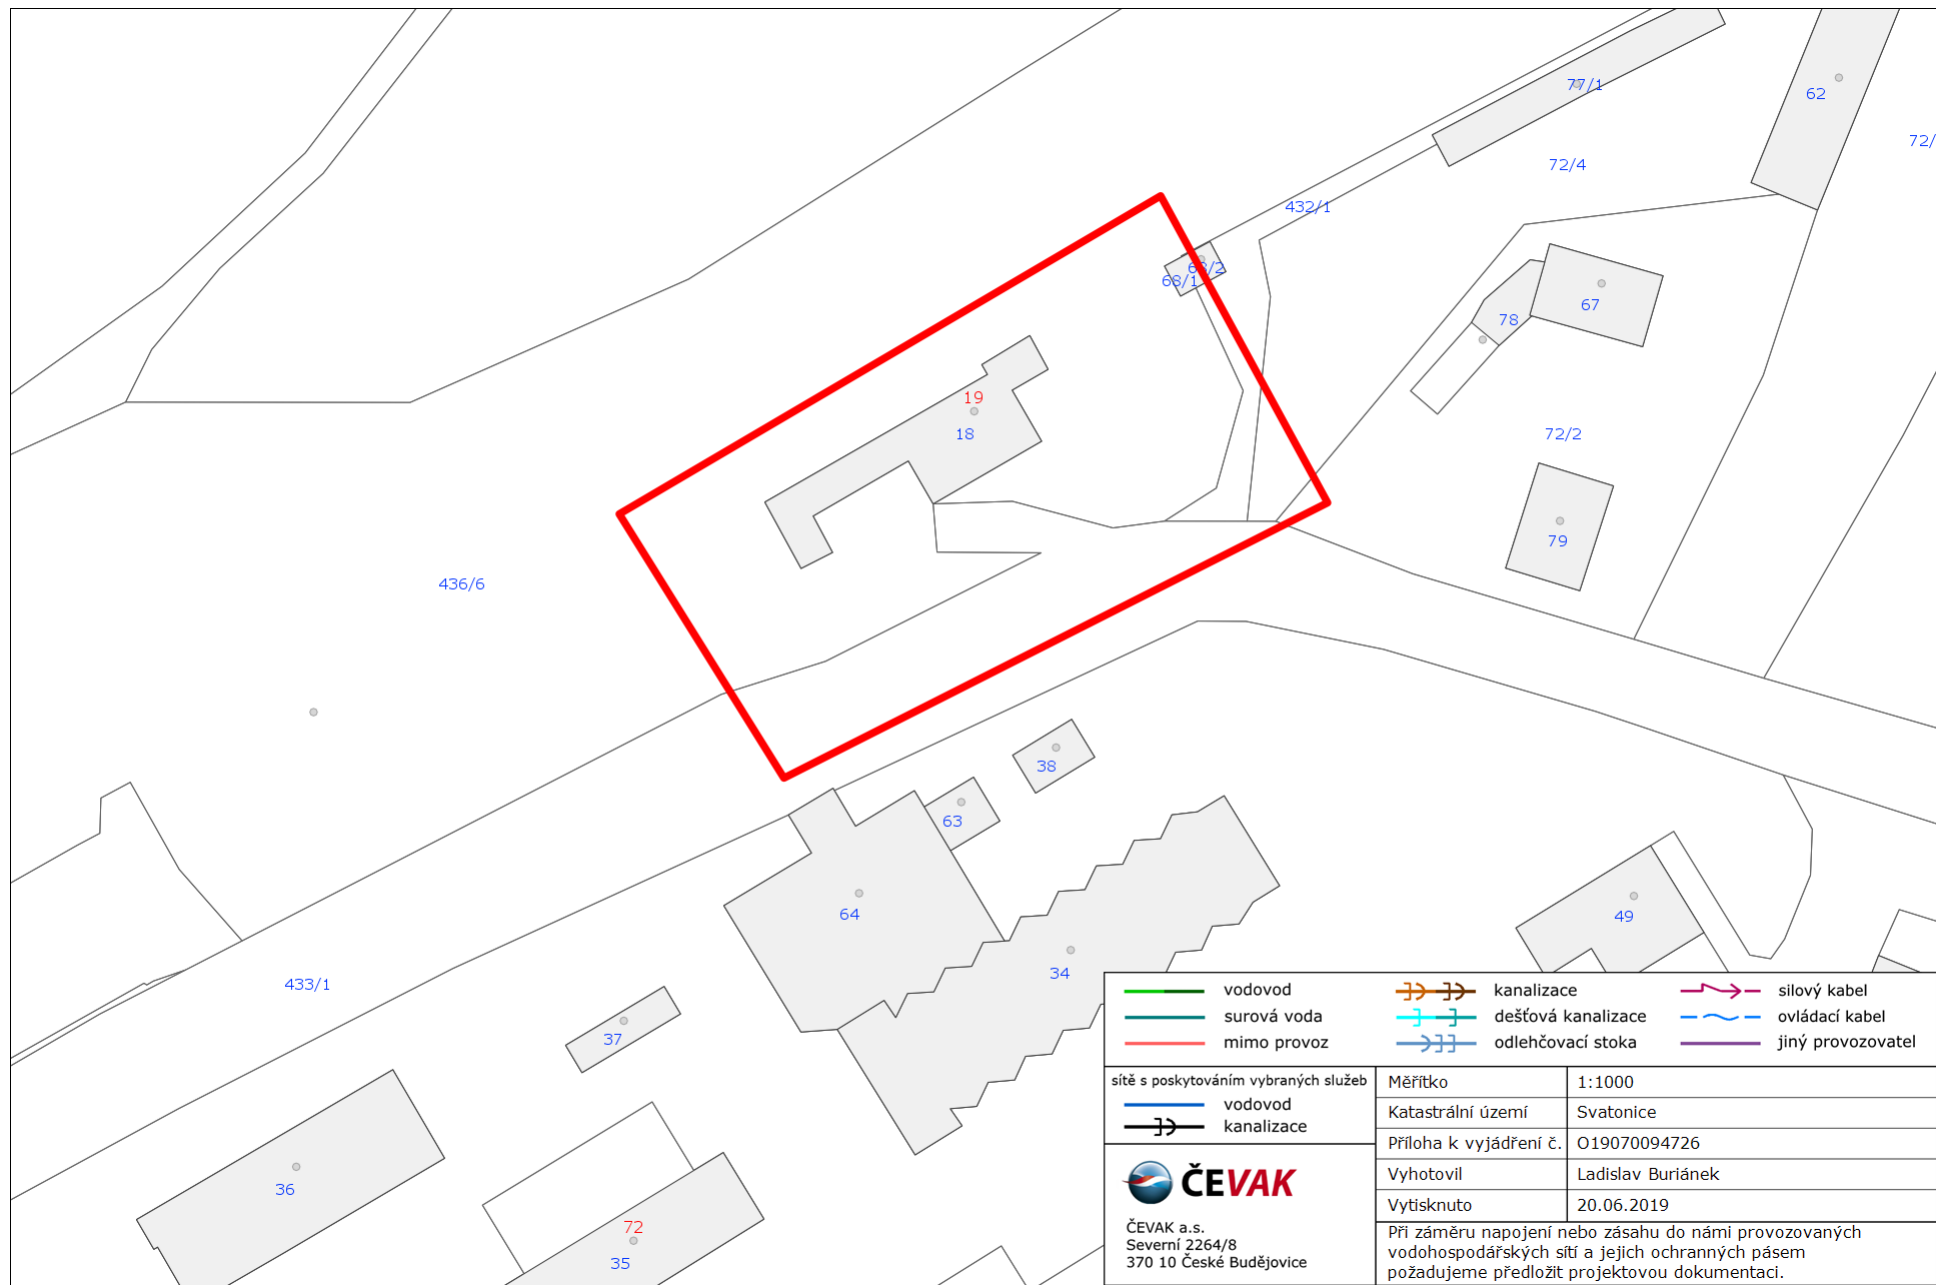 77/1
62
72/
72/4
432/1
68/2
68/1
67
78
19
18
72/2
79
436/6
38
63
64
49
34
433/1
37
36
72
35
vodovod
surová voda
mimo provoz
kanalizace
dešťová kanalizace
odlehčovací stoka
silový kabel
ovládací kabel
jiný provozovatel
sítě s poskytováním vybraných služeb
vodovod
kanalizace
Měřítko 1:1000
Katastrální území Svatonice
Příloha k vyjádření č. O19070094726
Vyhotovil Ladislav Buriánek
Vytisknuto 20.06.2019
ČEVAK
ČEVAK a.s.
Severní 2264/8
370 10 České Budějovice
Při záměru napojení nebo zásahu do námi provozovaných
vodohospodářských sítí a jejich ochranných pásem
požadujeme předložit projektovou dokumentaci.